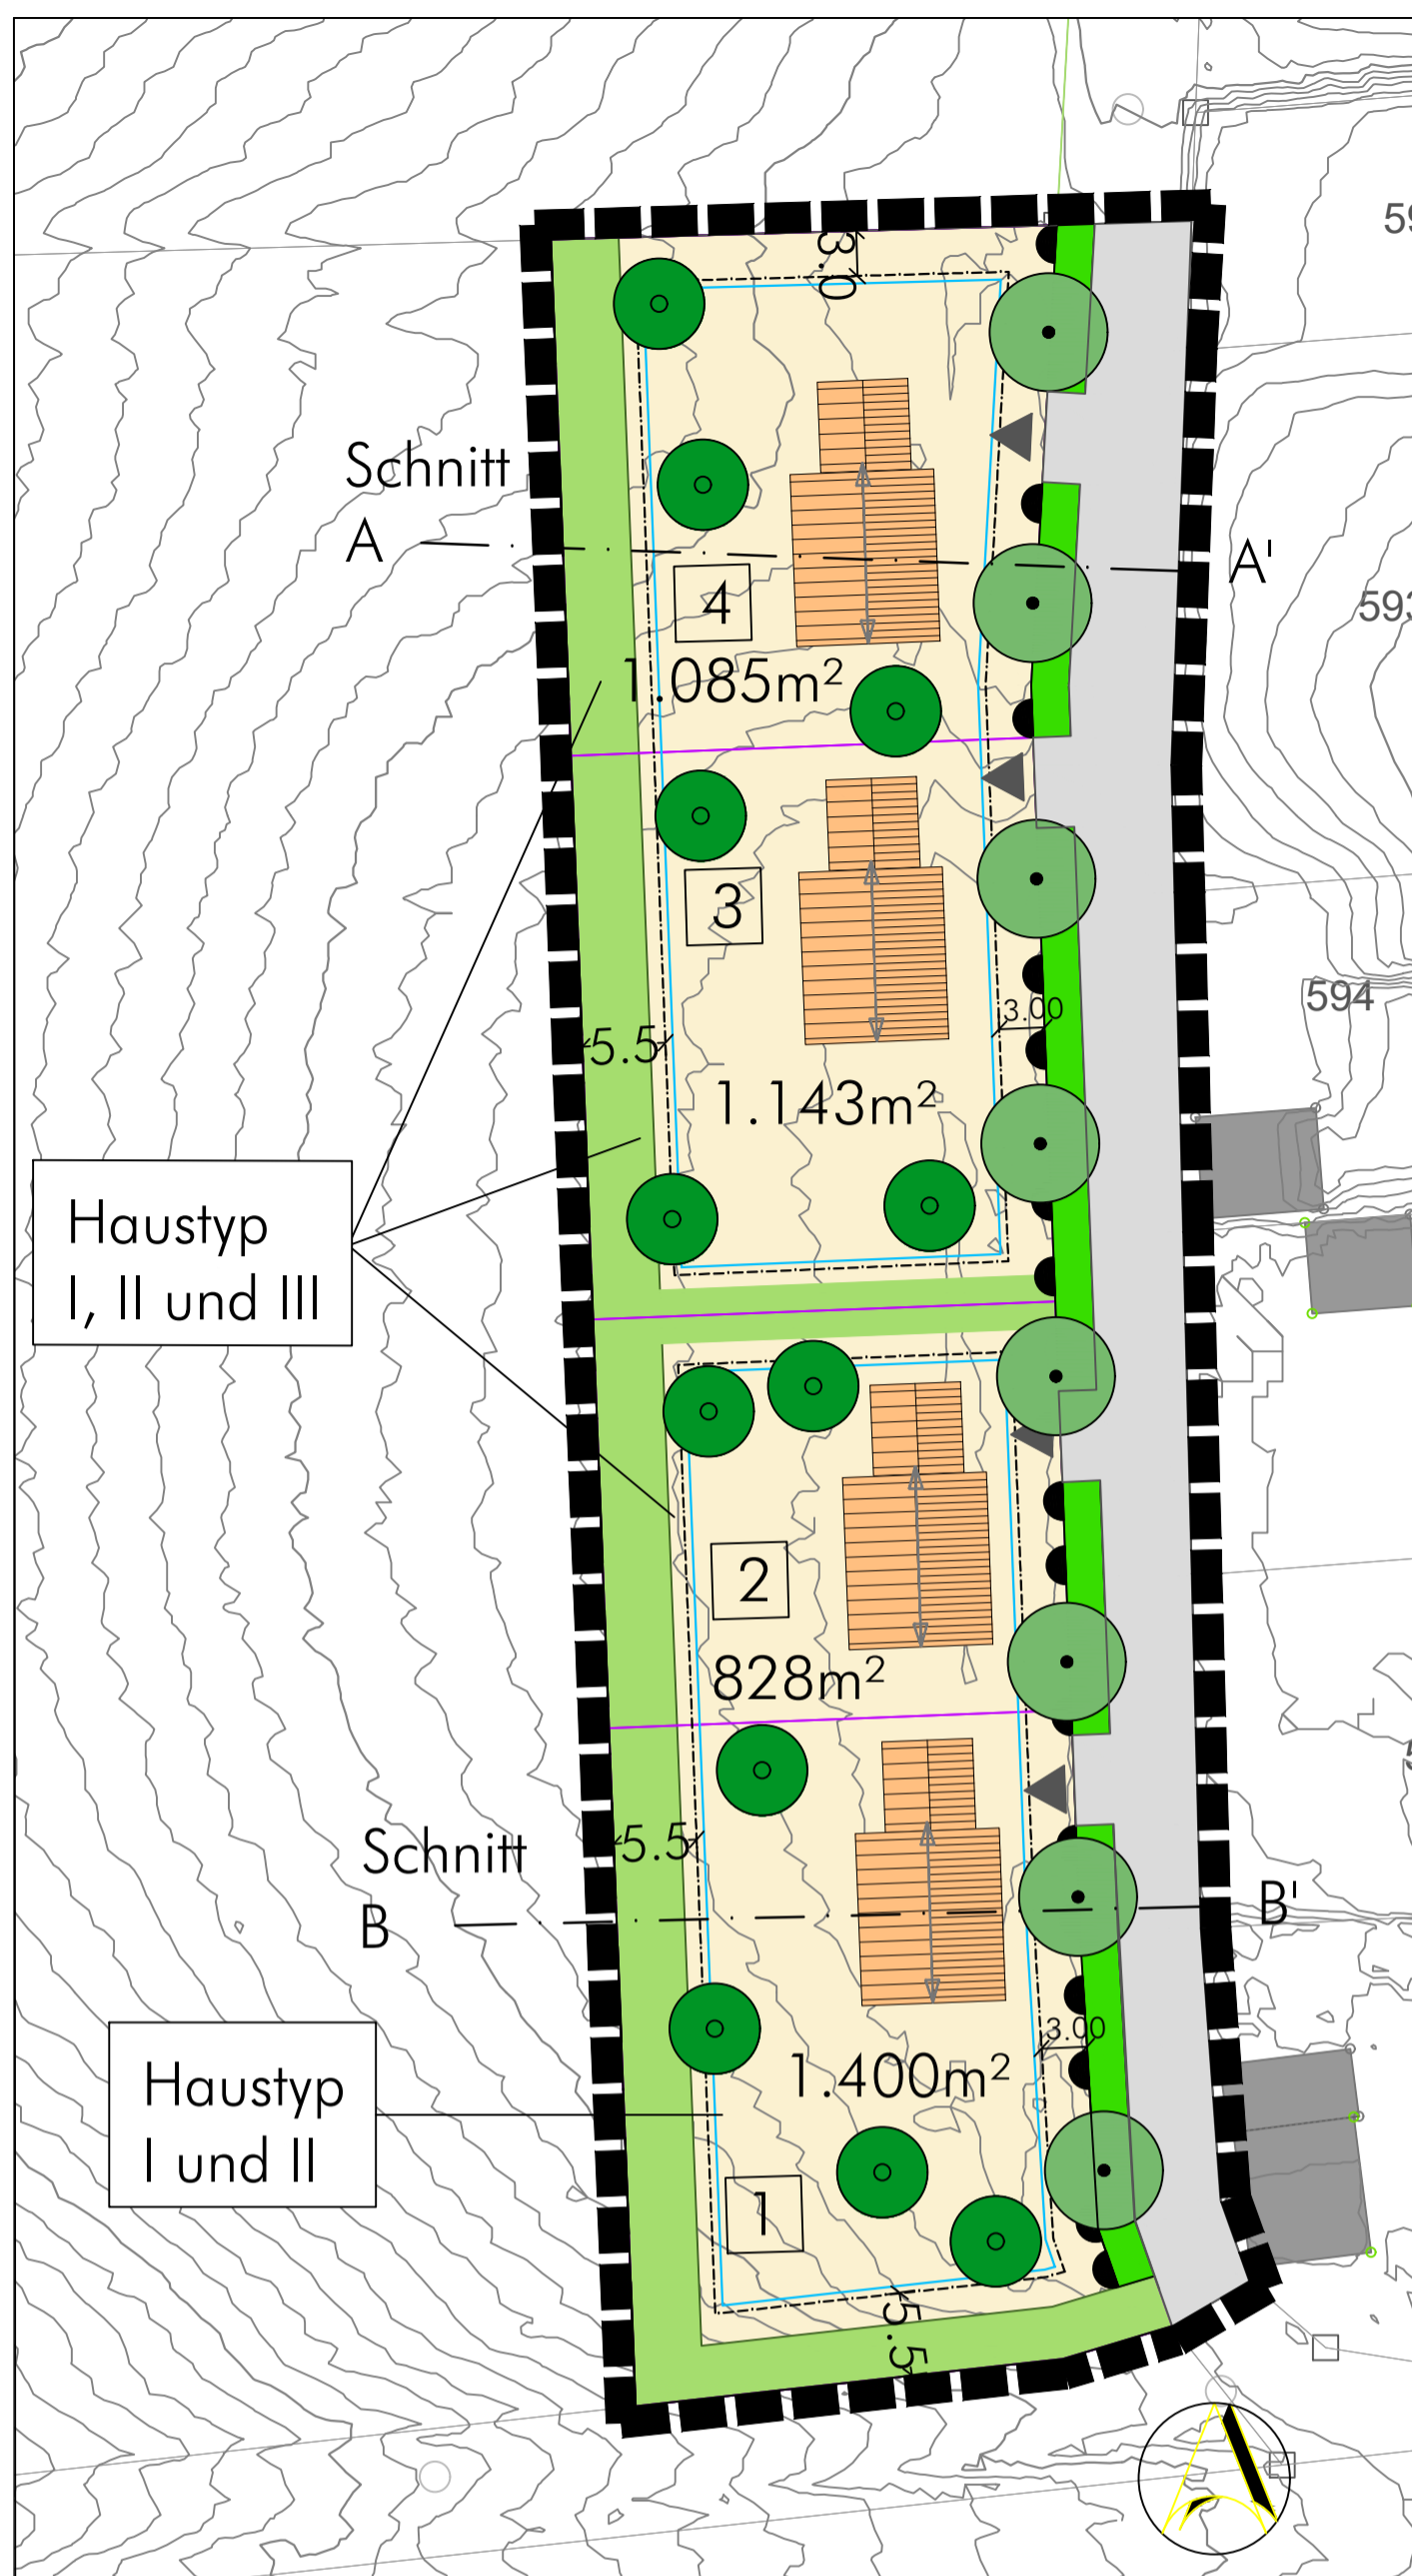 3.0
Schnitt
A
A'
4
1.085m²
593
3
3.00
594
5.5
1.143m²
Haustyp
I, II und III
2
828m²
5.5
Schnitt
B
B'
3.00
1.400m²
Haustyp
I und II
1
5.5